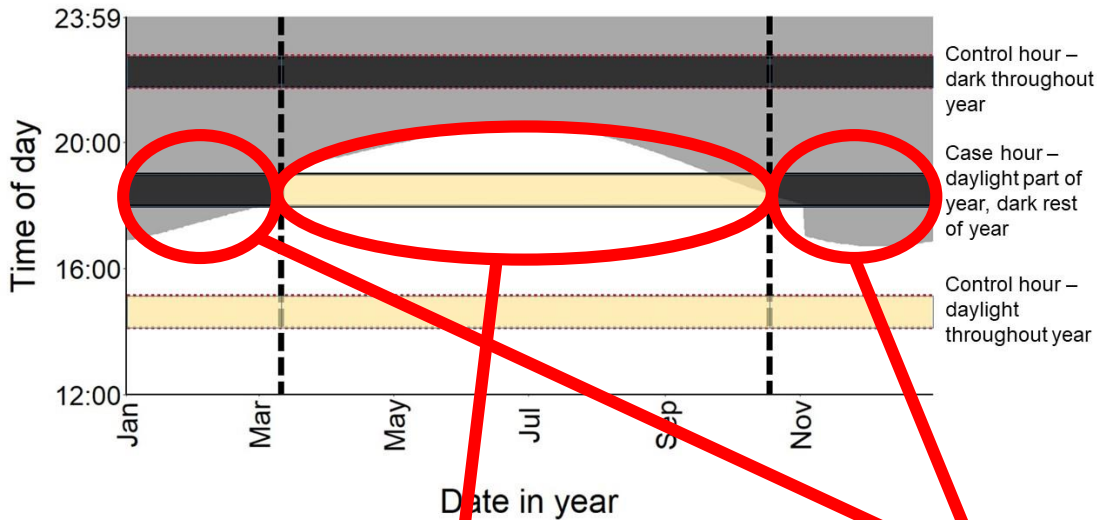 23:59
20:00
16:00
12:00
Time of day
Jan
Mar
May
Jul
Sep
Nov
Date in year
Control hour –
dark throughout
year
Case hour –
daylight part of
year, dark rest
of year
Control hour –
daylight
throughout year